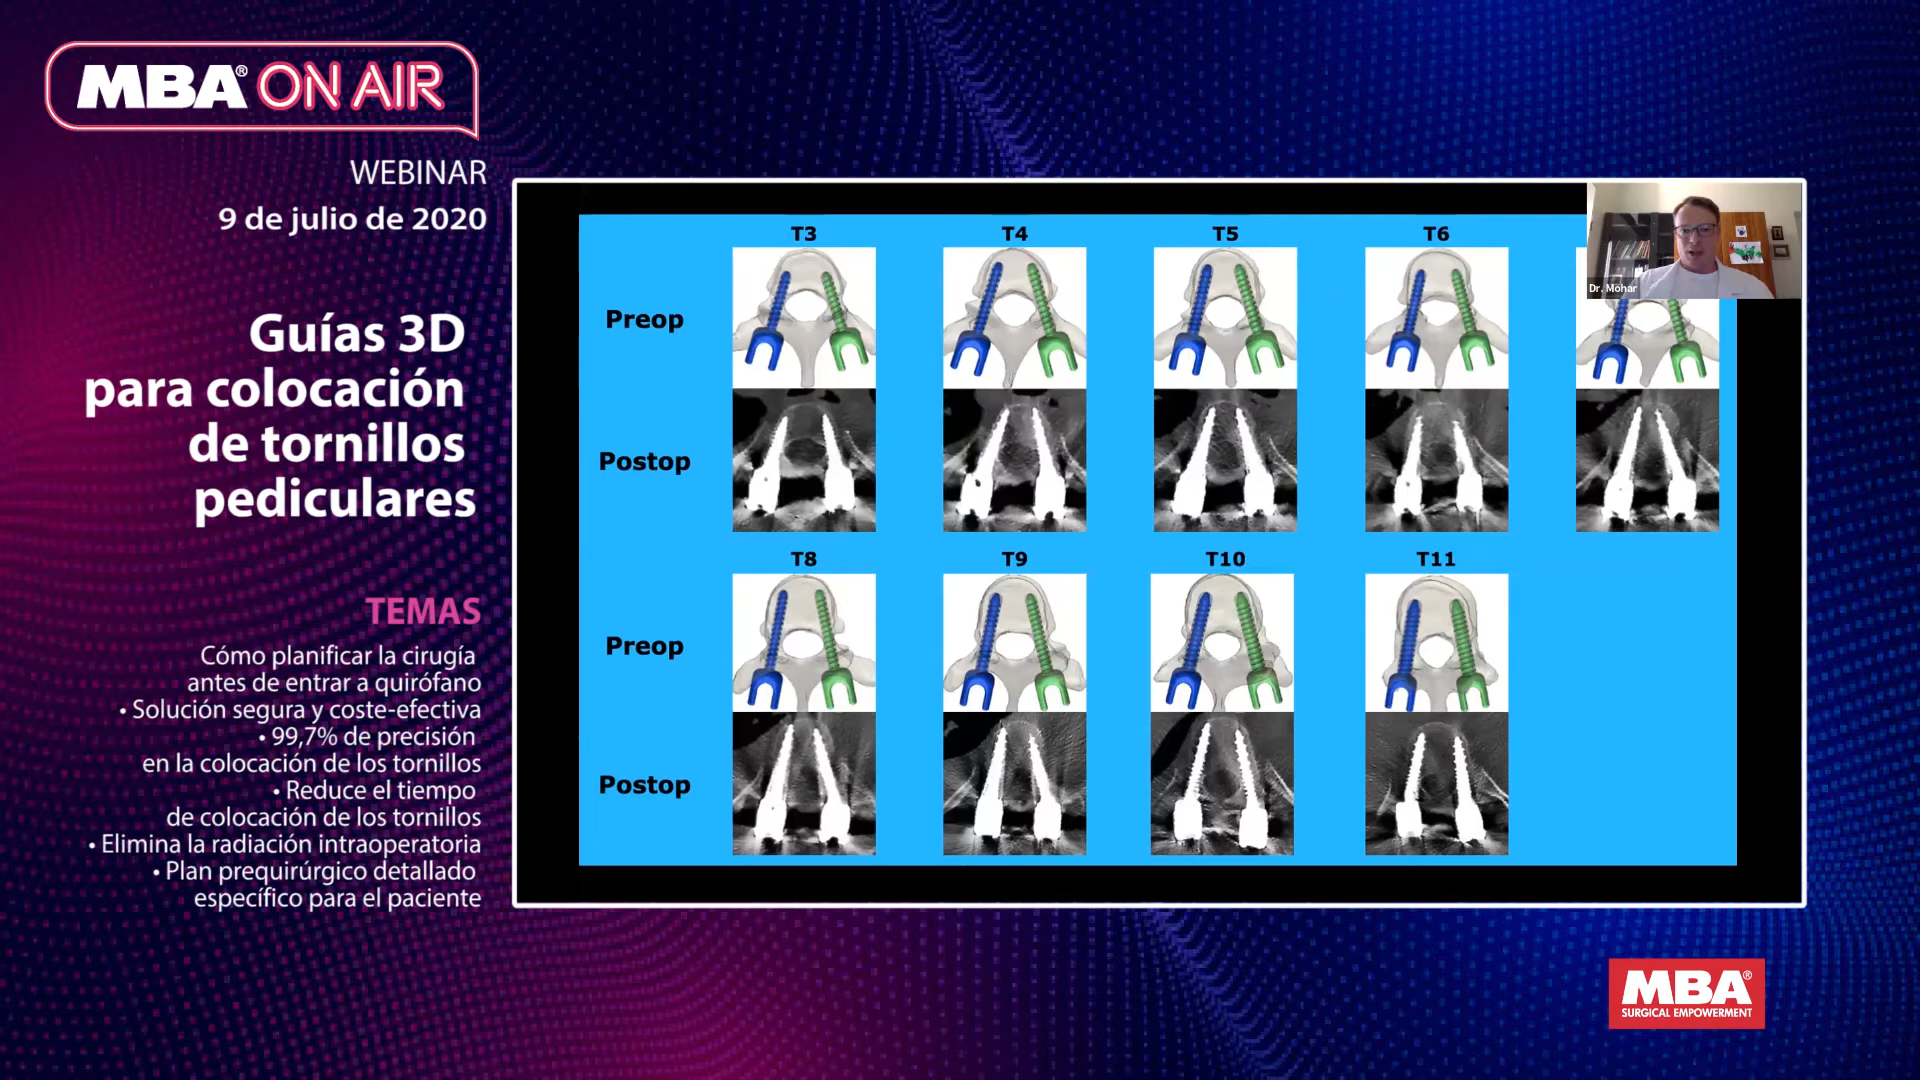 MBA® ON AIR
WEBINAR
9 de julio de 2020
Guías 3D
para colocación
de tornillos
pediculares
TEMAS
Cómo planificar la cirugía
antes de entrar a quirófano
• Solución segura y coste-efectiva
• 99,7% de precisión
en la colocación de los tornillos
• Reduce el tiempo
de colocación de los tornillos
• Elimina la radiación intraoperatoria
• Plan prequirúrgico detallado
específico para el paciente
T3 T4 T5 T6
Preop
Postop
T8 T9 T10 T11
Preop
Postop
Dr. Mohar
MBA®
SURGICAL EMPOWERMENT